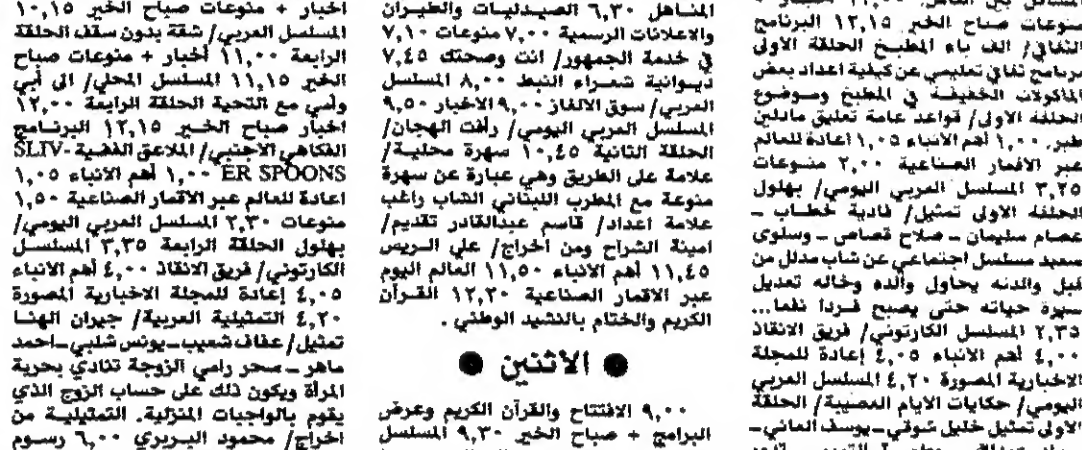 المشاكل بين الناس. ١١,٠٠ أخبار +
منوعات صباح الخير ١٢,١٥ البرنامج
الثقافي/ الف باء المطبخ الحلقة الاولى
برنامج ثقافي تعليمي عن كيفية اعداد بعض
المأكولات الخفيفة في المطبخ وموضوع
الحلقة الاولى/ قواعد عامة تعليق مادلين
طبر. ١,٠٠ أهم الانباء ١,٠٥ اعادة للعالم
عبر الاقمار الصناعية ٢,٠٠ منوعات
٣,٢٥ المسلسل العربي اليومي/ بهلول
الحلقة الاولى تمثيل/ فادية خطاب ـ
عصام سليمان ـ صلاح قصاص ـ وسلوى
سعيد مسلسل اجتماعي عن شاب مدلل من
قبل والدته يحاول والده وخاله تعديل
سيرة حياته حتى يصبح فردا نفعا...
٢,٣٥ المسلسل الكارتوني/ فريق الانقاذ
٤,٠٠ أهم الانباء ٤,٠٥ إعادة للمجلة
الاخبارية المصورة ٤,٢٠ المسلسل العربي
اليومي/ حكايات الايام العصيبة/ الحلقة
الاولى تمثيل خليل شوقي ـ يوسف العاني ـ
المناهل ٦,٣٠ الصيدليات والطيران
والاعلانات الرسمية ٧,٠٠ منوعات ٧,١٠
في خدمة الجمهور/ انت وصحتك ٧,٤٥
ديوانية شعراء النبط ٨,٠٠ المسلسل
العربي/ سوق الالغاز ٩,٠٠ الاخبار ٩,٥٠
المسلسل العربي اليومي/ رأفت الهجان/
الحلقة الثانية ١٠,٤٥ سهرة محلية/
علامة على الطريق وهي عبارة عن سهرة
منوعة مع المطرب اللبناني الشاب راغب
علامة اعداد/ قاسم عبدالقادر تقديم/
امينة الشراح ومن اخراج/ علي الريس
١١,٤٥ أهم الانباء ١١,٥٠ العالم اليوم
عبر الاقمار الصناعية ١٢,٢٠ القرآن
الكريم والختام بالنشيد الوطني .
● الاثنين ●
٩,٠٠ الافتتاح والقرآن الكريم وعرض
البرامج + صباح الخير ٩,٣٠ المسلسل
اخبار + منوعات صباح الخير ١٠,١٥
المسلسل العربي/ شقة بدون سقف الحلقة
الرابعة ١١,٠٠ أخبار + منوعات صباح
الخير ١١,١٥ المسلسل المحلي/ الى أبي
وأمي مع التحية الحلقة الرابعة ١٢,٠٠
اخبار صباح الخير ١٢,١٥ البرنامج
الفكاهي الاجنبي/ الملاعق الفضية SLIV-
ER SPOONS ١,٠٠ أهم الانباء ١,٠٥
اعادة للعالم عبر الاقمار الصناعية ١,٥٠
منوعات ٢,٣٠ المسلسل العربي اليومي/
بهلول الحلقة الرابعة ٣,٣٥ المسلسل
الكارتوني/ فريق الانقاذ ٤,٠٠ أهم الانباء
٤,٠٥ إعادة للمجلة الاخبارية المصورة
٤,٢٠ التمثيلية العربية/ جيران الهنا
تمثيل/ عفاف شعيب ـ يونس شلبي ـ احمد
ماهر ـ سحر رامي الزوجة تنادي بحرية
المرأة ويكون ذلك على حساب الزوج الذي
يقوم بالواجبات المنزلية. التمثيلية من
اخراج/ محمود البربري ٦,٠٠ رسوم